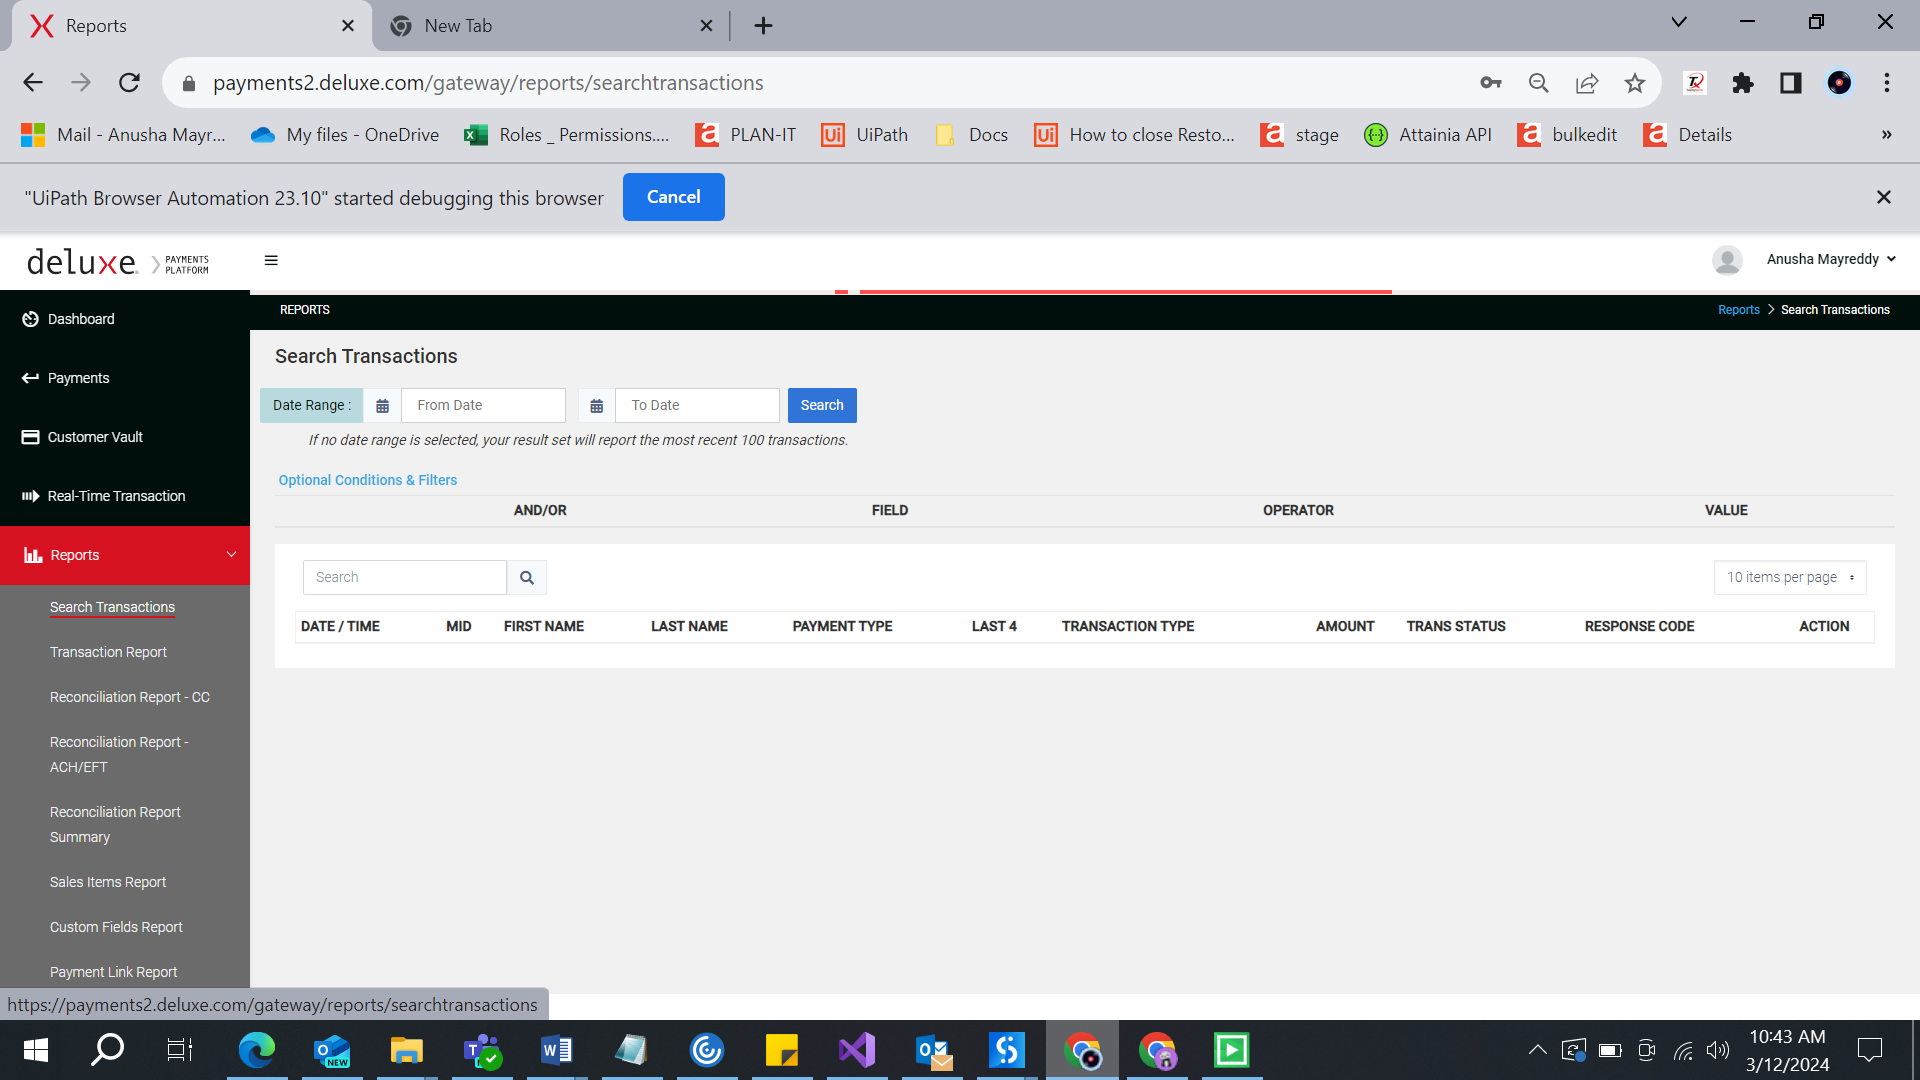 Reports
New Tab
payments2.deluxe.com/gateway/reports/searchtransactions
Mail - Anusha Mayr...
My files - OneDrive
Roles _ Permissions....
PLAN-IT
UiPath
Docs
How to close Resto...
stage
Attainia API
bulkedit
Details
»
"UiPath Browser Automation 23.10" started debugging this browser
Cancel
deluxe. PAYMENTS
PLATFORM
Anusha Mayreddy
Dashboard
Payments
Customer Vault
Real-Time Transaction
Reports
Search Transactions
Transaction Report
Reconciliation Report - CC
Reconciliation Report -
ACH/EFT
Reconciliation Report
Summary
Sales Items Report
Custom Fields Report
Payment Link Report
REPORTS
Reports > Search Transactions
Search Transactions
Date Range :
From Date
To Date
Search
If no date range is selected, your result set will report the most recent 100 transactions.
Optional Conditions & Filters
AND/OR FIELD OPERATOR VALUE
Search
10 items per page
DATE / TIME MID FIRST NAME LAST NAME PAYMENT TYPE LAST 4 TRANSACTION TYPE AMOUNT TRANS STATUS RESPONSE CODE ACTION
https://payments2.deluxe.com/gateway/reports/searchtransactions
NEW
10:43 AM
3/12/2024